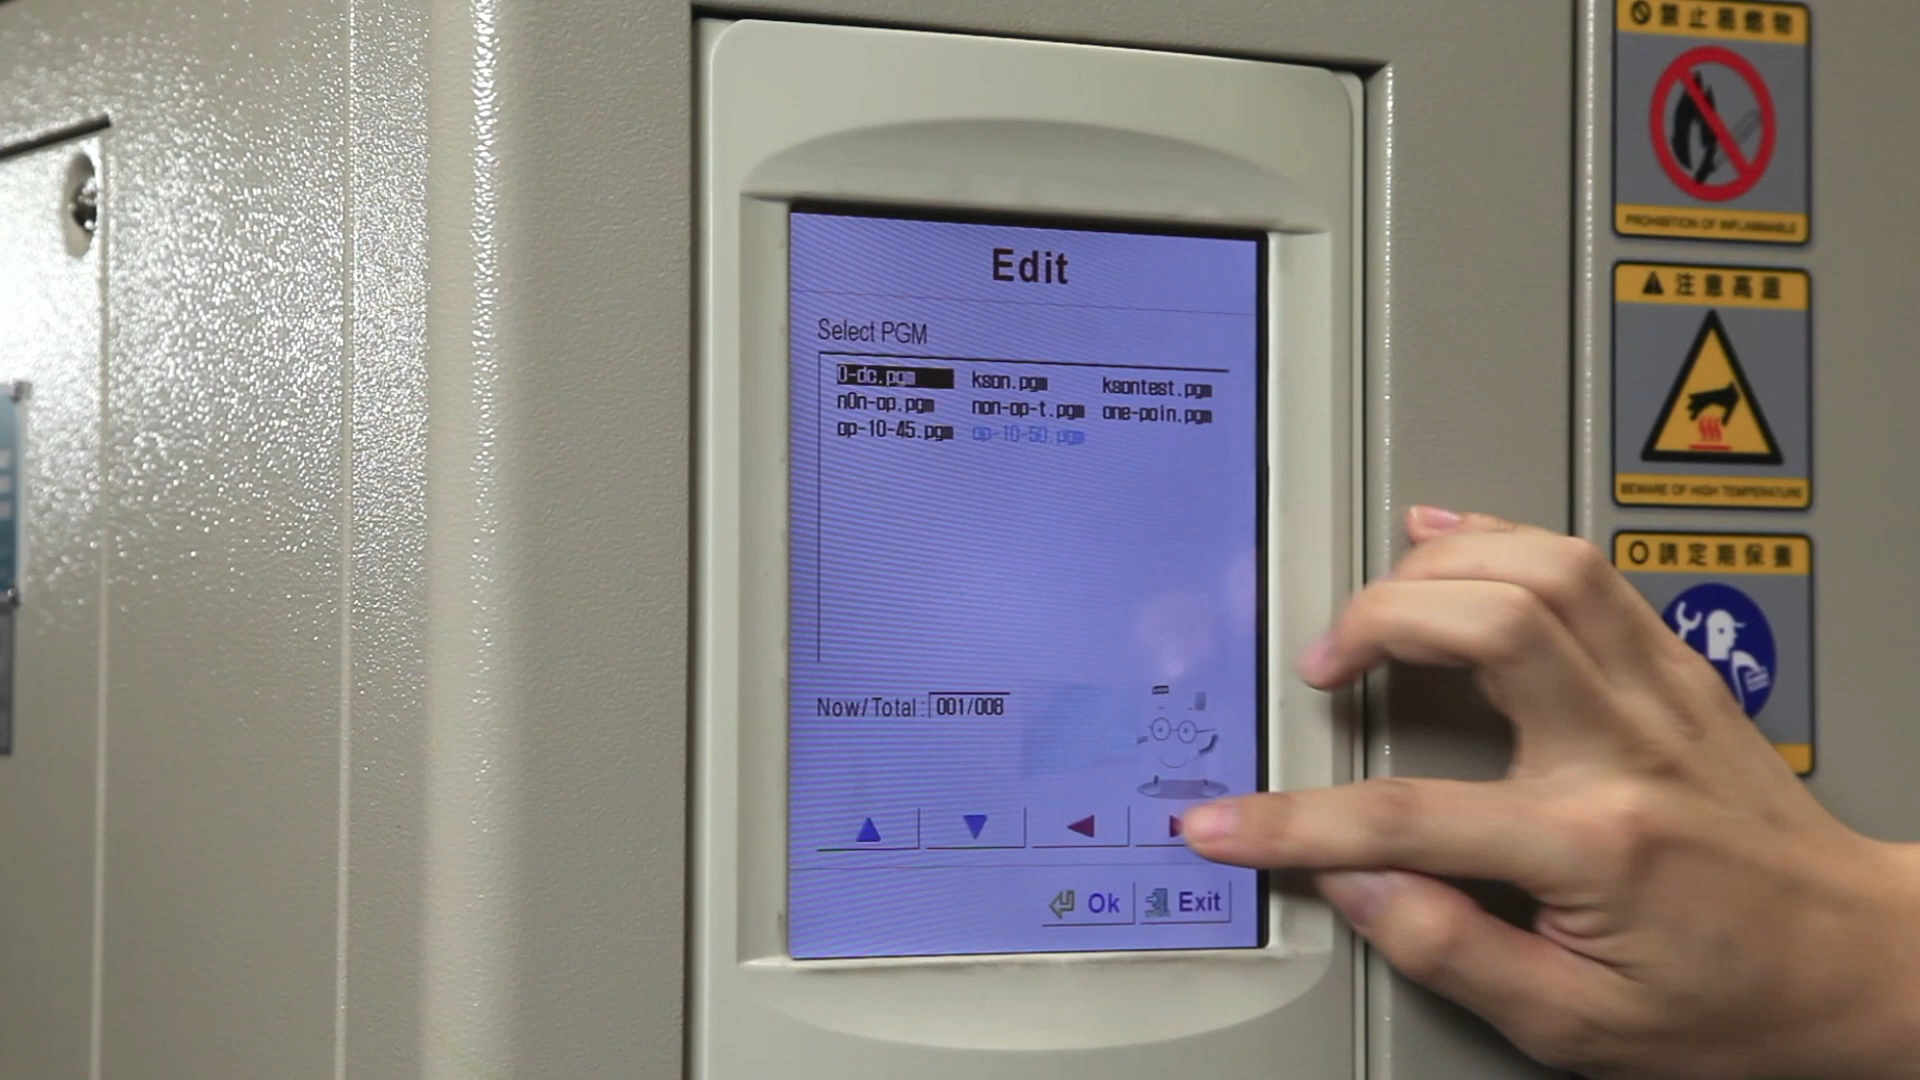 Edit
Select PGM
0-dc.pgm kson.pgm ksontest.pgm
n0n-op.pgm non-op-t.pgm one-poin.pgm
op-10-45.pgm op-10-50.pgm
Now/Total: 001/008
Ok Exit
禁止易燃物
PROHIBITION OF INFLAMMABLE
注意高溫
BEWARE OF HIGH TEMPERATURE
請定期保養